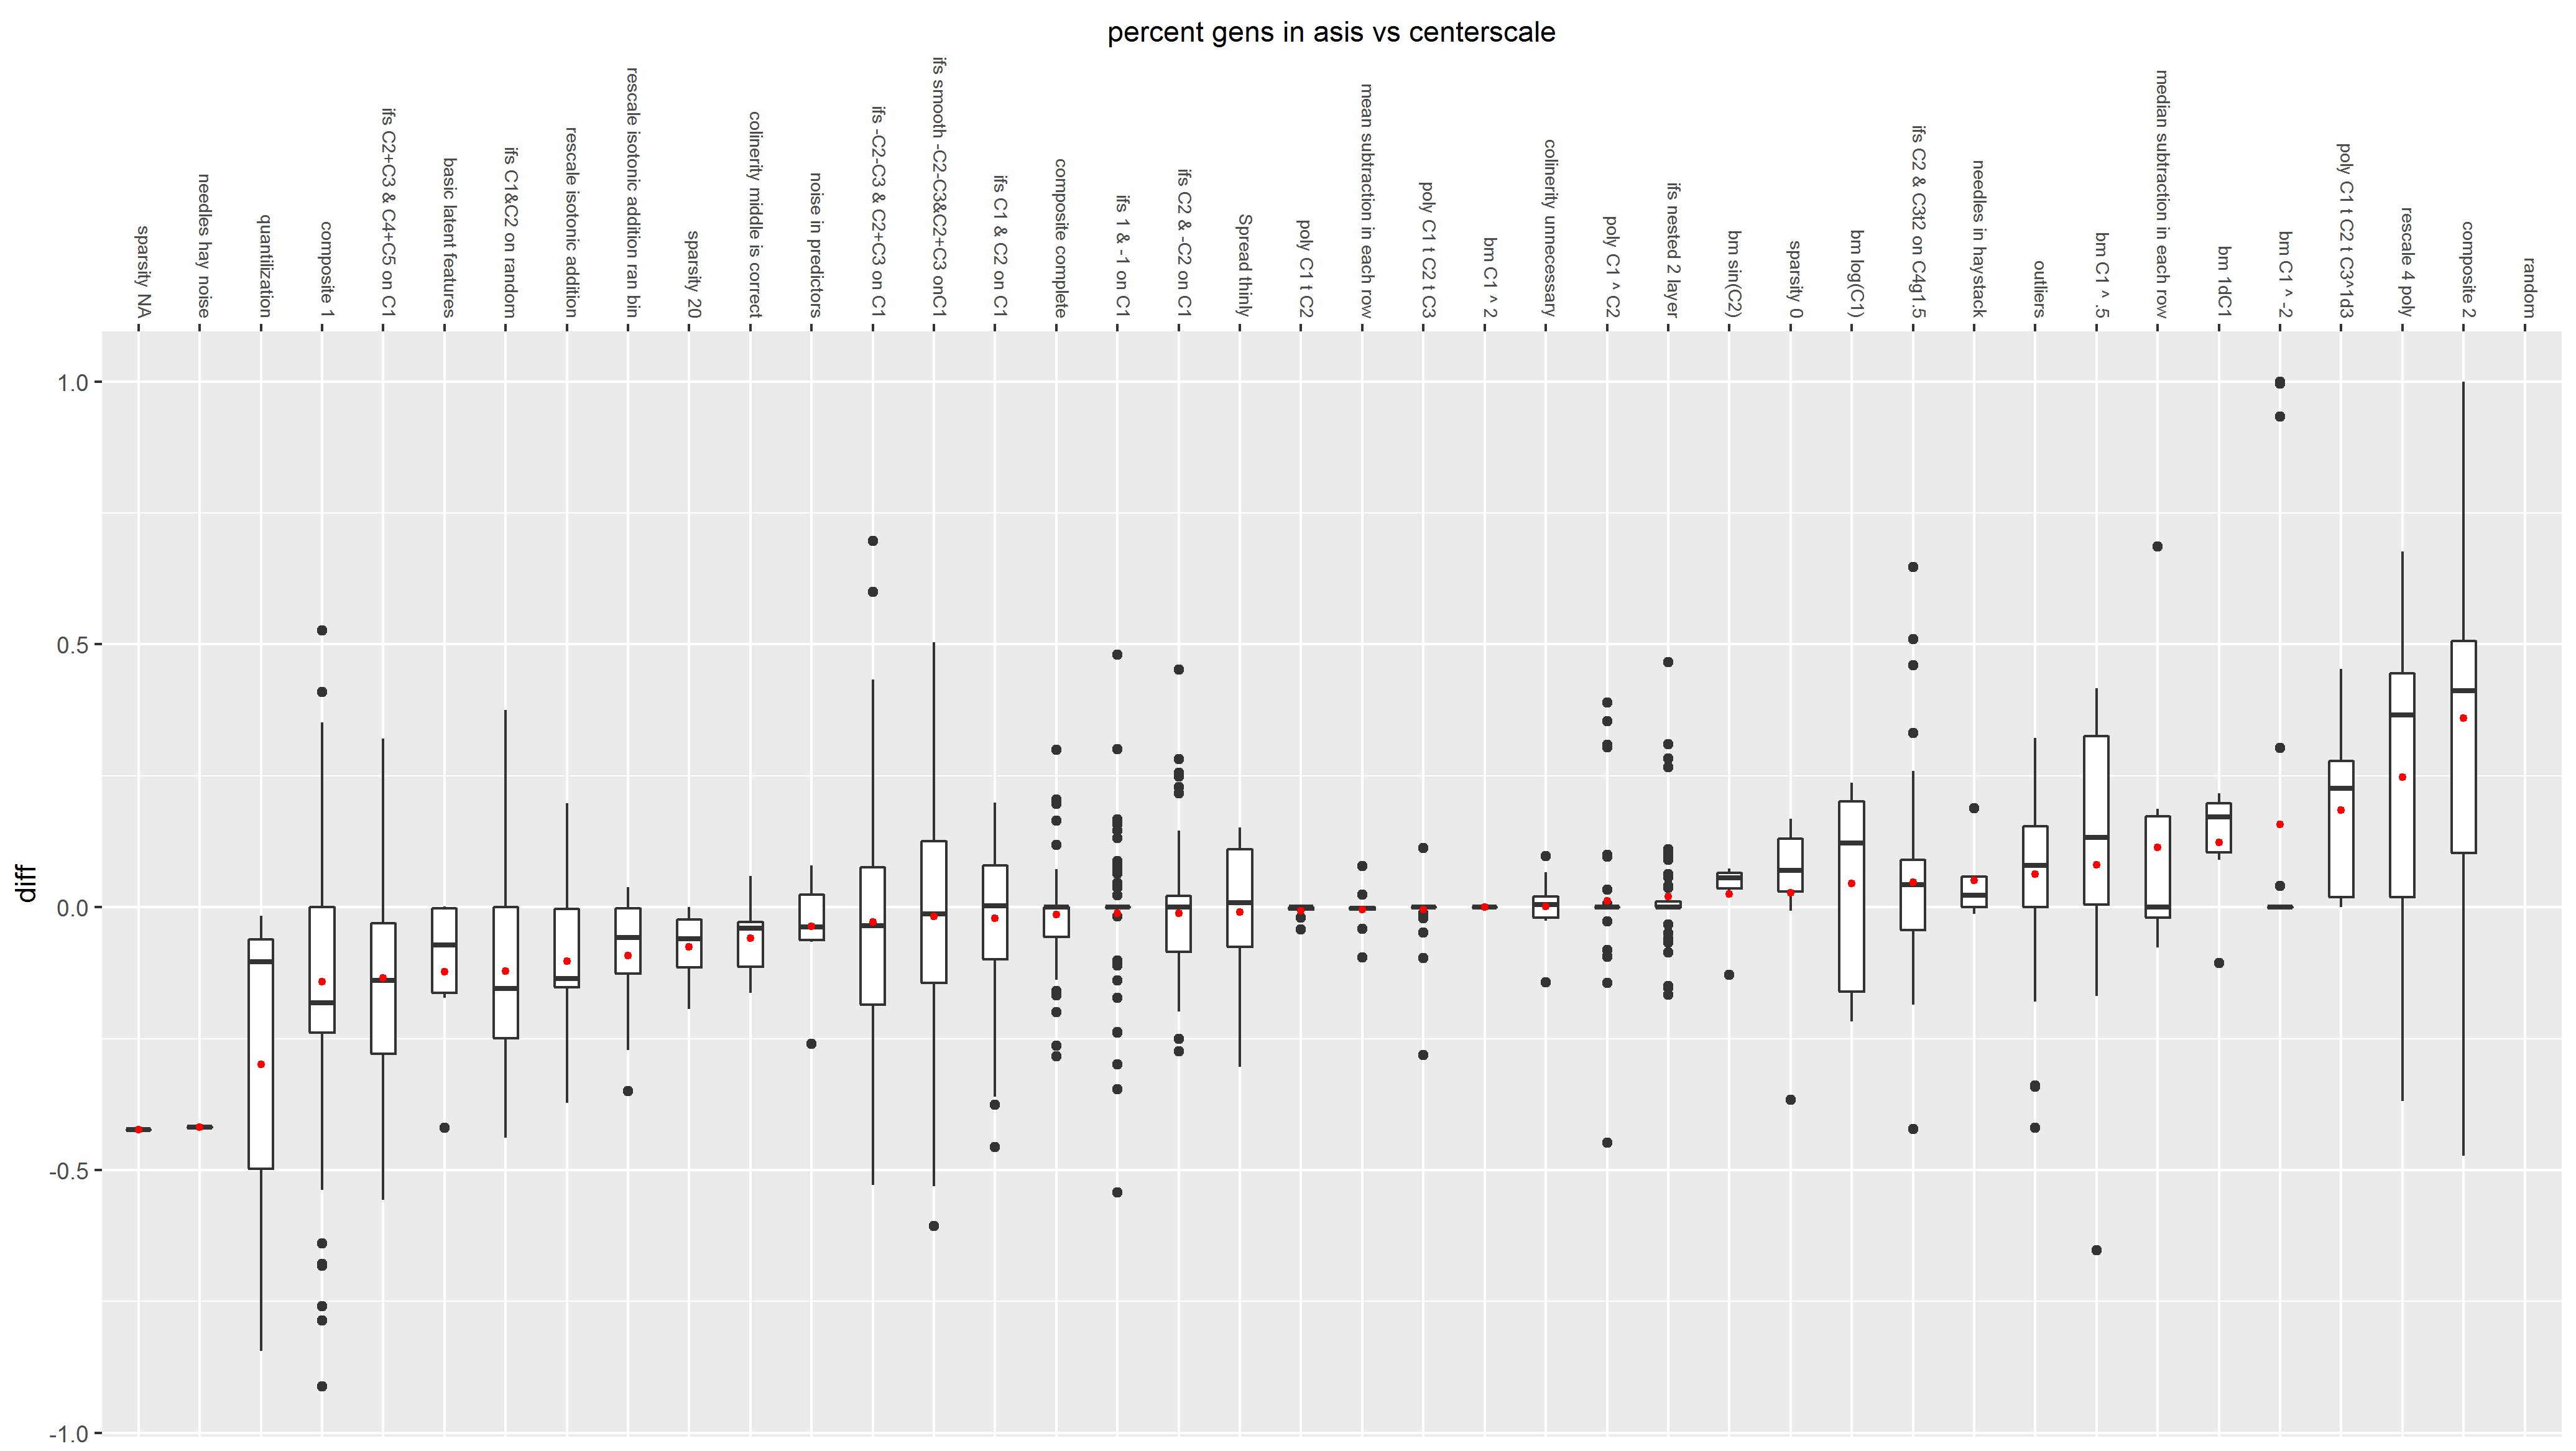 percent gens in asis vs centerscale
sparsity NA
needles hay noise
quantilization
composite 1
ifs C2+C3 & C4+C5 on C1
basic latent features
ifs C1&C2 on random
rescale isotonic addition
rescale isotonic addition ran bin
sparsity 20
colinerity middle is correct
noise in predictors
ifs -C2-C3 & C2+C3 on C1
ifs smooth -C2-C3&C2+C3 onC1
ifs C1 & C2 on C1
composite complete
ifs 1 & -1 on C1
ifs C2 & -C2 on C1
Spread thinly
poly C1 t C2
mean subtraction in each row
poly C1 t C2 t C3
bm C1 ^ 2
colinerity unnecessary
poly C1 ^ C2
ifs nested 2 layer
bm sin(C2)
sparsity 0
bm log(C1)
ifs C2 & C3t2 on C4g1.5
needles in haystack
outliers
bm C1 ^ .5
median subtraction in each row
bm 1dC1
bm C1 ^ -2
poly C1 t C2 t C3^1d3
rescale 4 poly
composite 2
random
1.0
0.5
0.0
-0.5
-1.0
diff